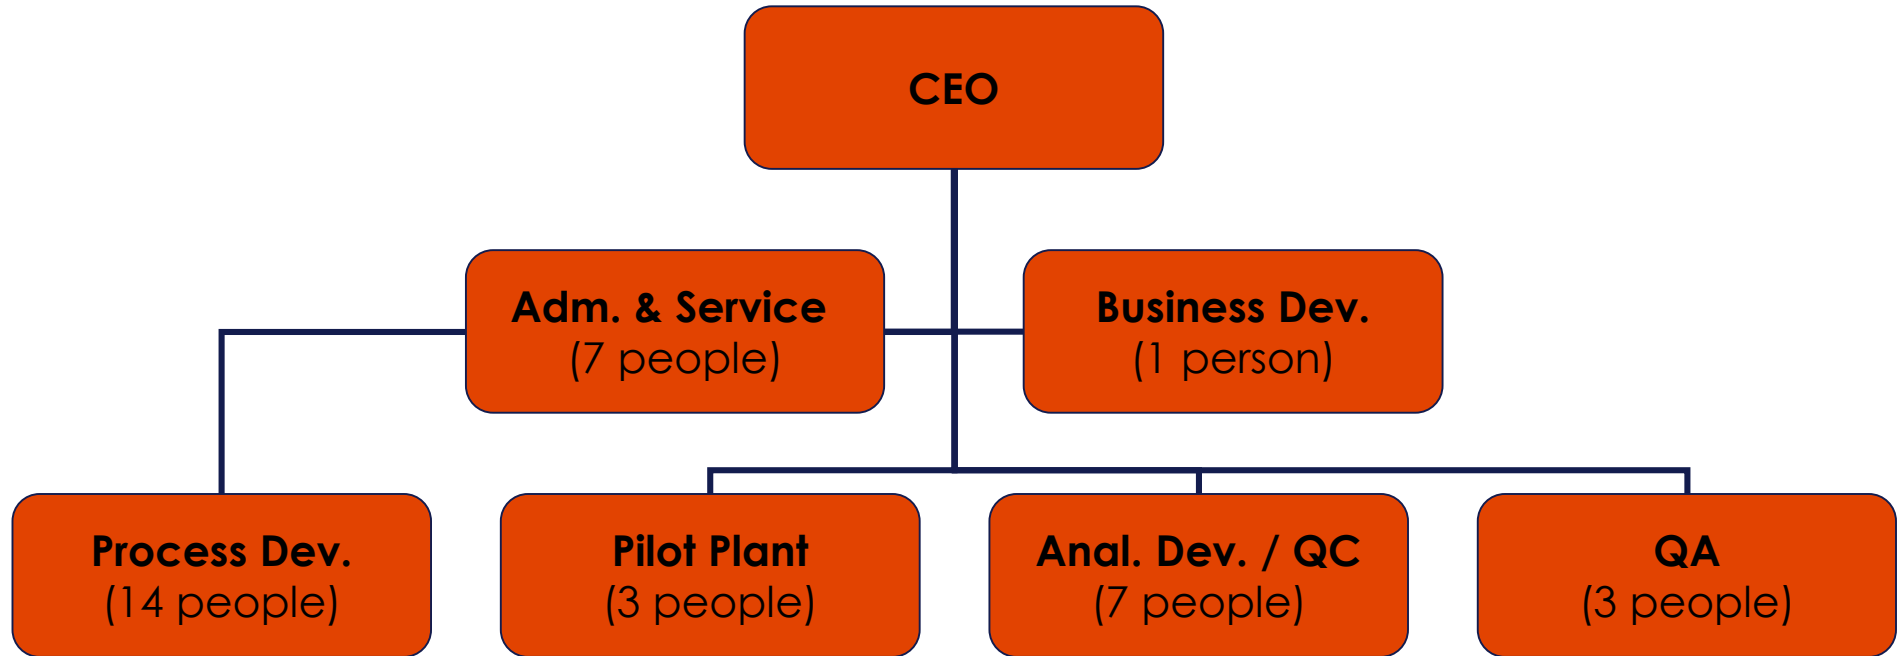 CEO
Adm. & Service
(7 people)
Business Dev.
(1 person)
Process Dev.
(14 people)
Pilot Plant
(3 people)
Anal. Dev. / QC
(7 people)
QA
(3 people)